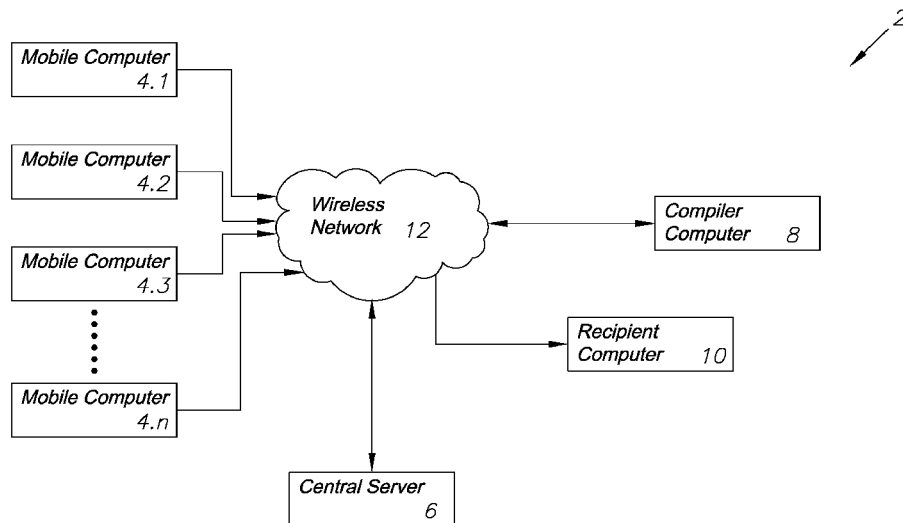 2
Mobile Computer
4.1
Mobile Computer
4.2
Mobile Computer
4.3
Mobile Computer
4.n
Wireless
Network 12
Compiler
Computer 8
Recipient
Computer 10
Central Server
6